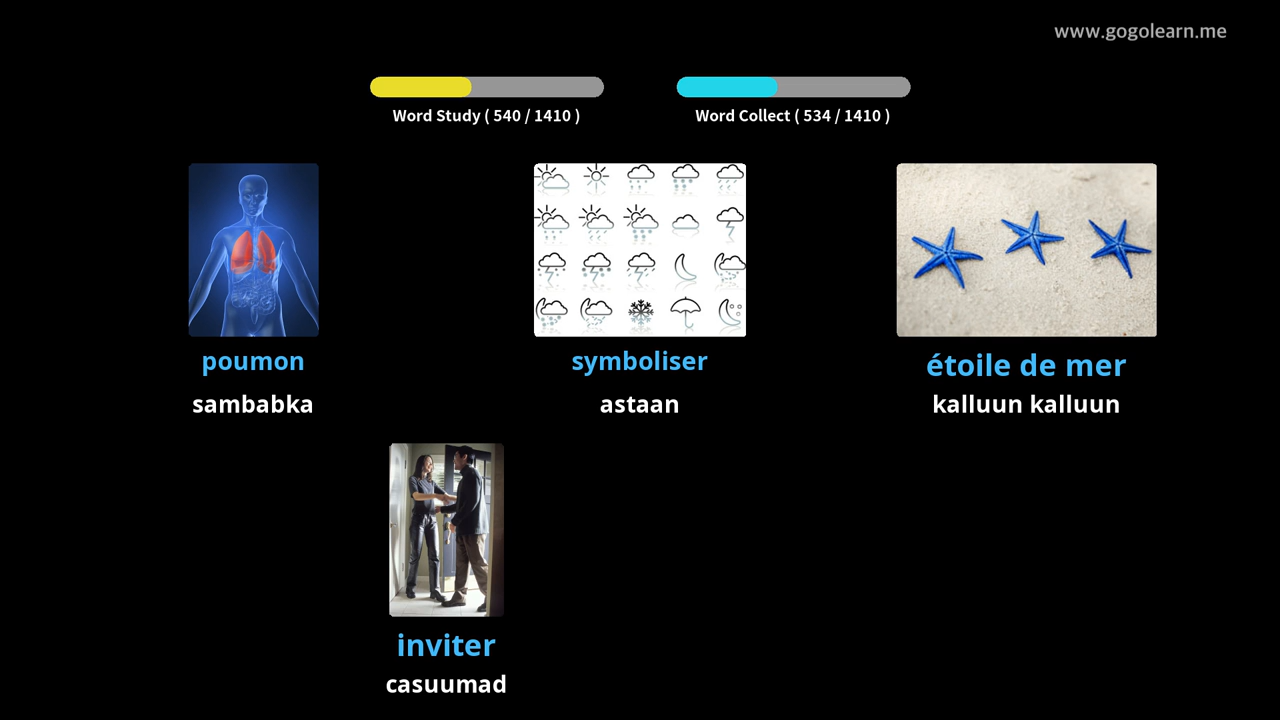 www.gogolearn.me
Word Study ( 540 / 1410 )
Word Collect ( 534 / 1410 )
poumon
symboliser
étoile de mer
sambabka
astaan
kalluun kalluun
inviter
casuumad